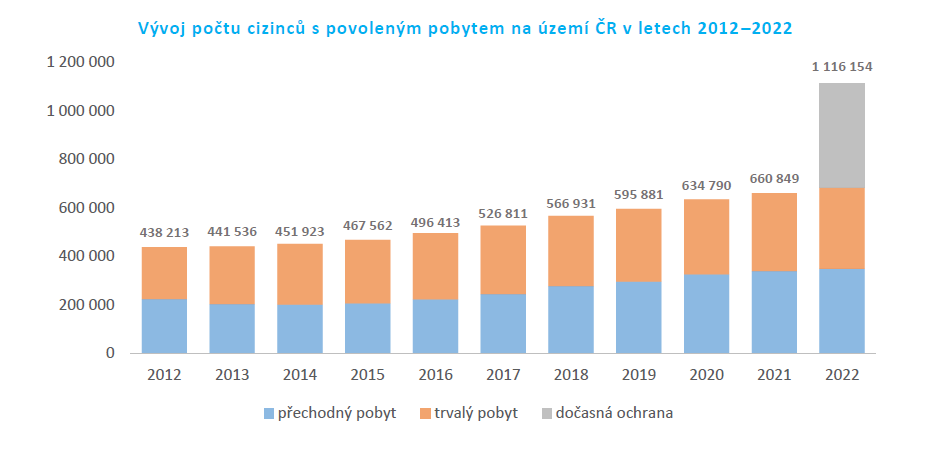 Vývoj počtu cizinců s povoleným pobytem na území ČR v letech 2012–2022
1 200 000
1 000 000
800 000
600 000
400 000
200 000
0
438 213
441 536
451 923
467 562
496 413
526 811
566 931
595 881
634 790
660 849
1 116 154
2012 2013 2014 2015 2016 2017 2018 2019 2020 2021 2022
přechodný pobyt trvalý pobyt dočasná ochrana